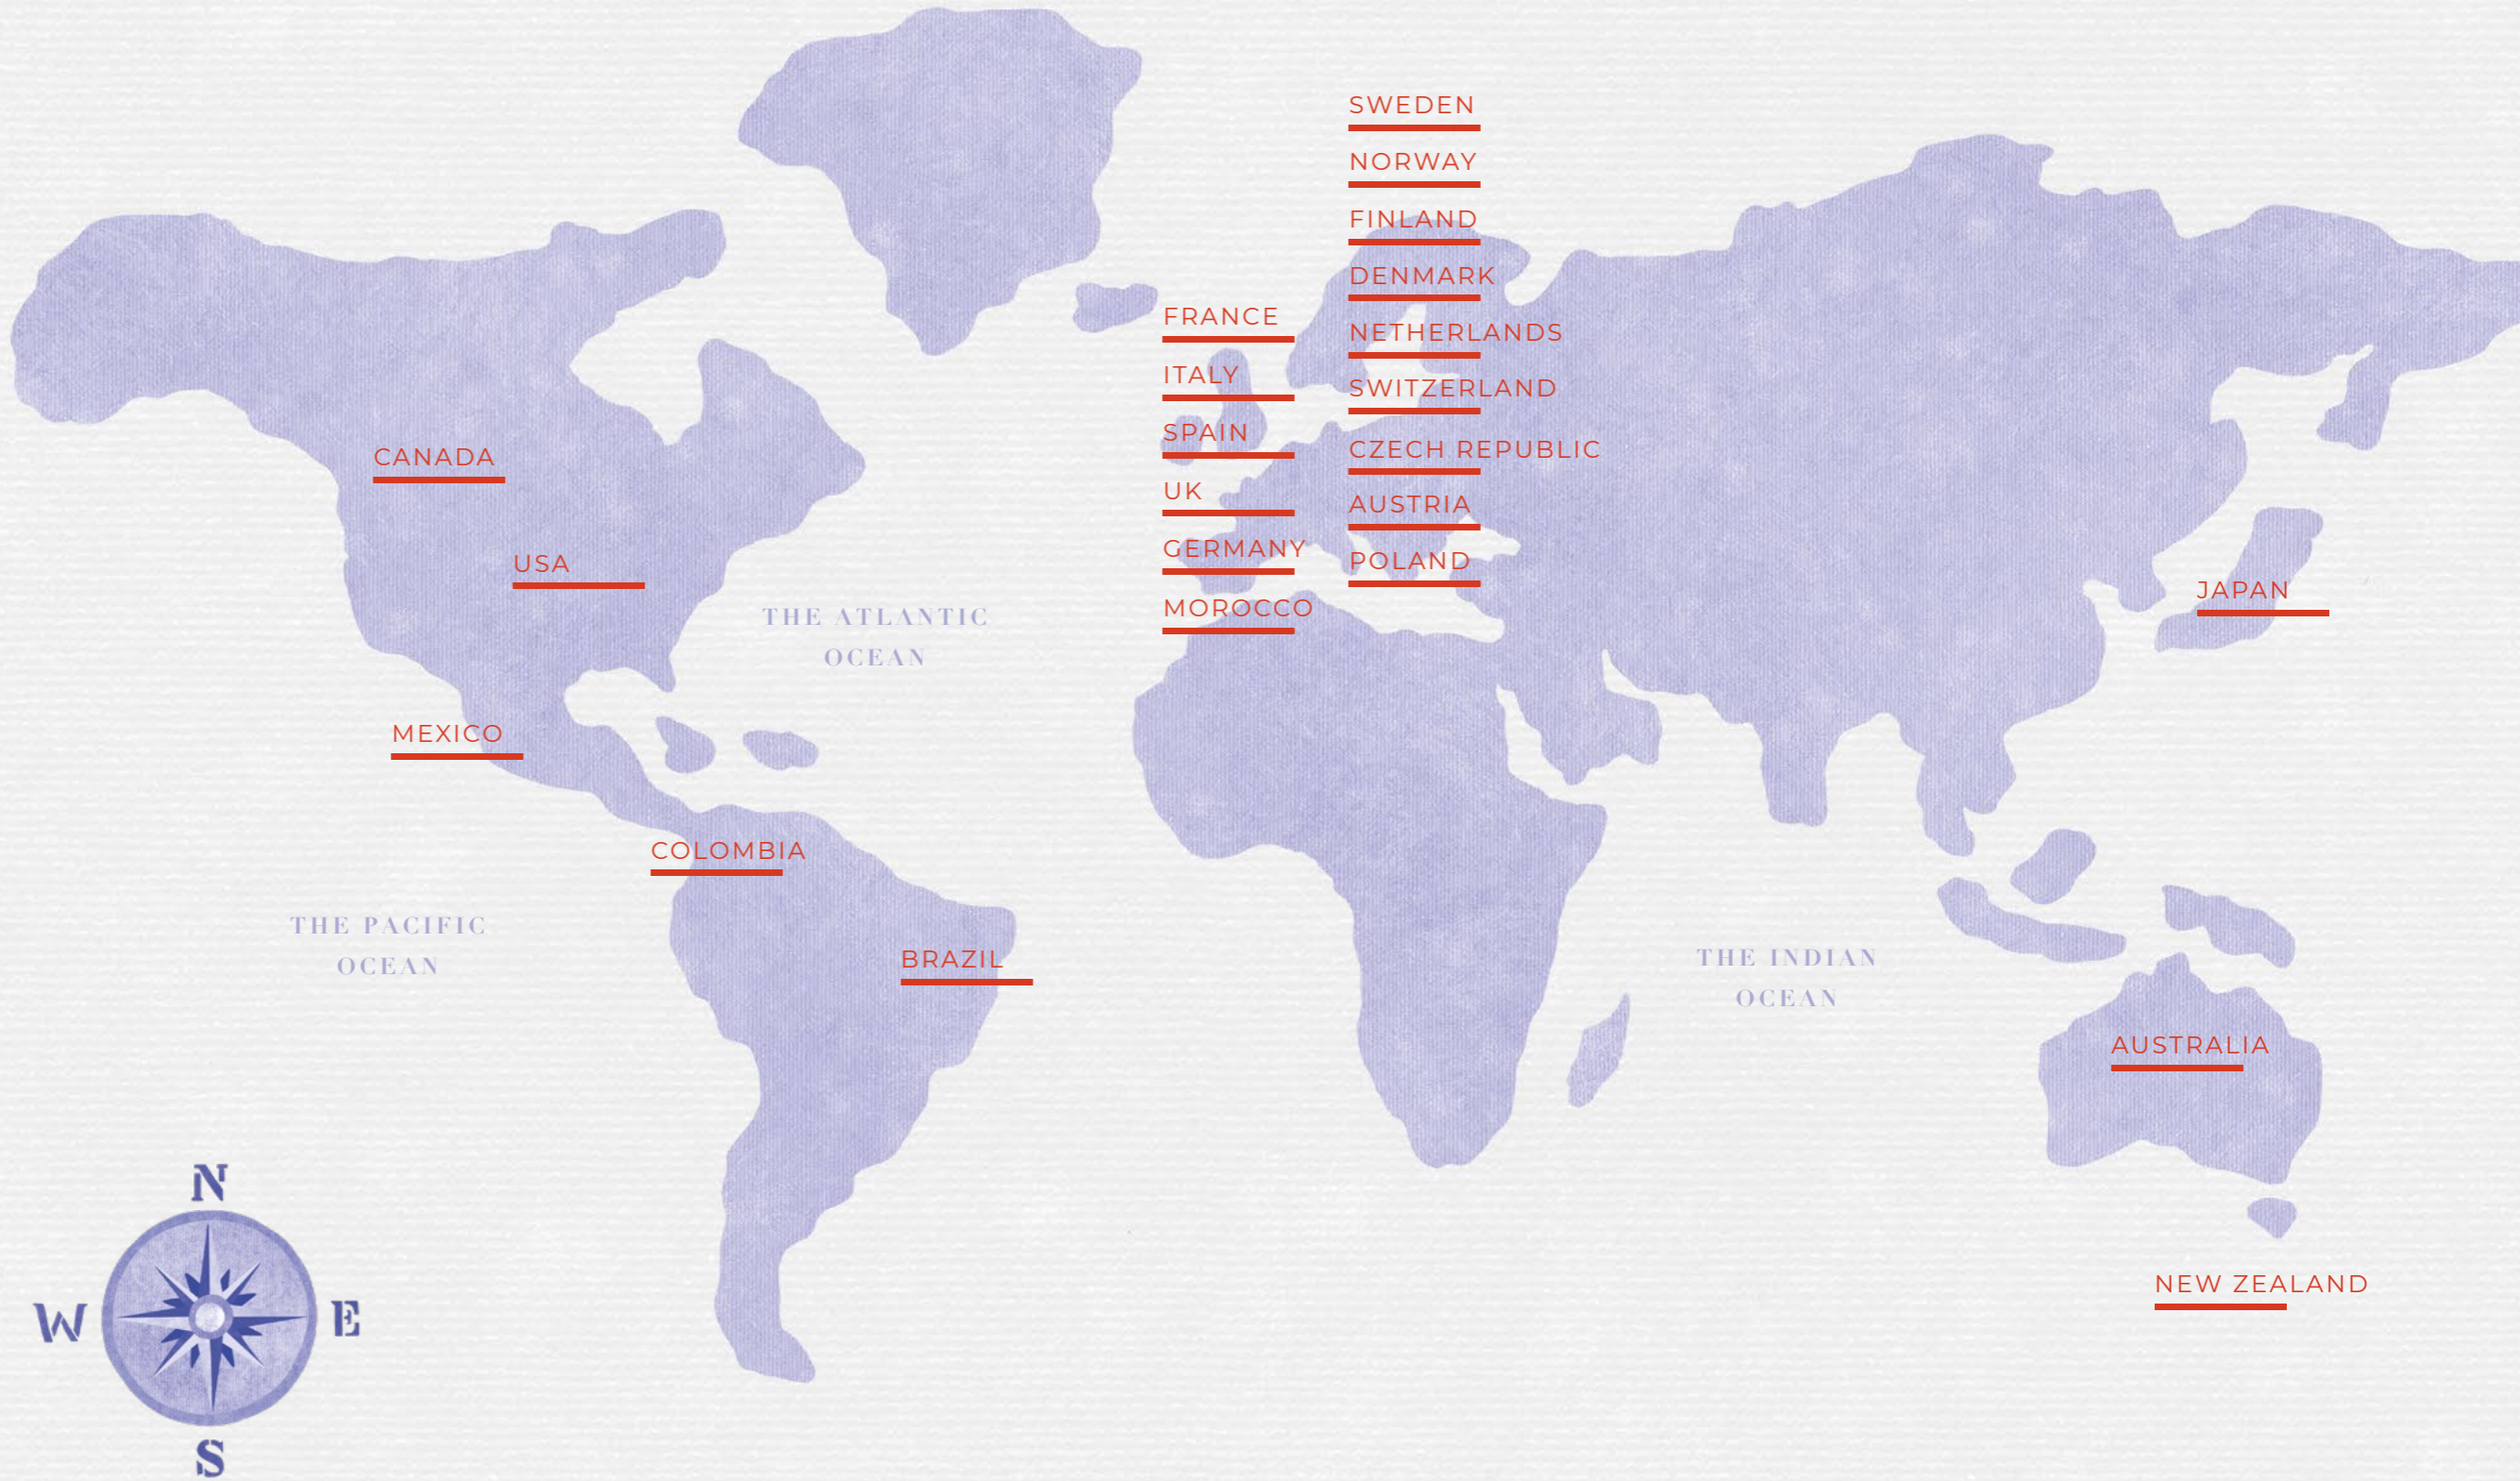 SWEDEN
NORWAY
FINLAND
DENMARK
NETHERLANDS
SWITZERLAND
CZECH REPUBLIC
AUSTRIA
POLAND
FRANCE
ITALY
SPAIN
UK
GERMANY
MOROCCO
CANADA
USA
MEXICO
COLOMBIA
BRAZIL
JAPAN
AUSTRALIA
NEW ZEALAND
THE ATLANTIC
OCEAN
THE PACIFIC
OCEAN
THE INDIAN
OCEAN
N
W
E
S